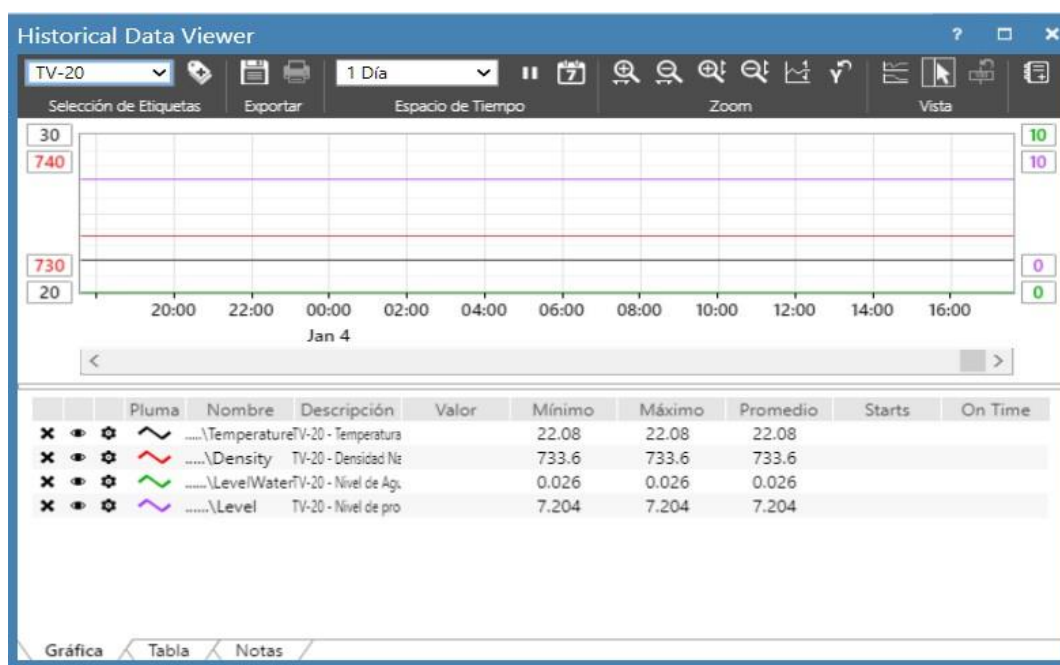 Historical Data Viewer ?
TV-20 1 Día 7
Selección de Etiquetas Exportar Espacio de Tiempo Zoom Vista
30 10
740 10
730 0
20 0
20:00 22:00 00:00 02:00 04:00 06:00 08:00 10:00 12:00 14:00 16:00
Jan 4
Pluma Nombre Descripción Valor Mínimo Máximo Promedio Starts On Time
.....\Temperature TV-20 - Temperatura 22.08 22.08 22.08
.....\Density TV-20 - Densidad Na 733.6 733.6 733.6
.....\LevelWater TV-20 - Nivel de Agu 0.026 0.026 0.026
......\Level TV-20 - Nivel de pro 7.204 7.204 7.204
Gráfica Tabla Notas